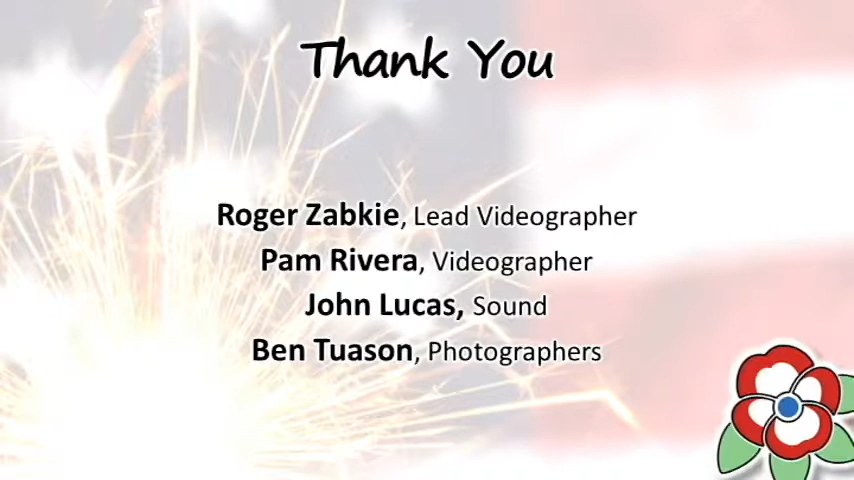 Thank You
Roger Zabkie, Lead Videographer
Pam Rivera, Videographer
John Lucas, Sound
Ben Tuason, Photographers